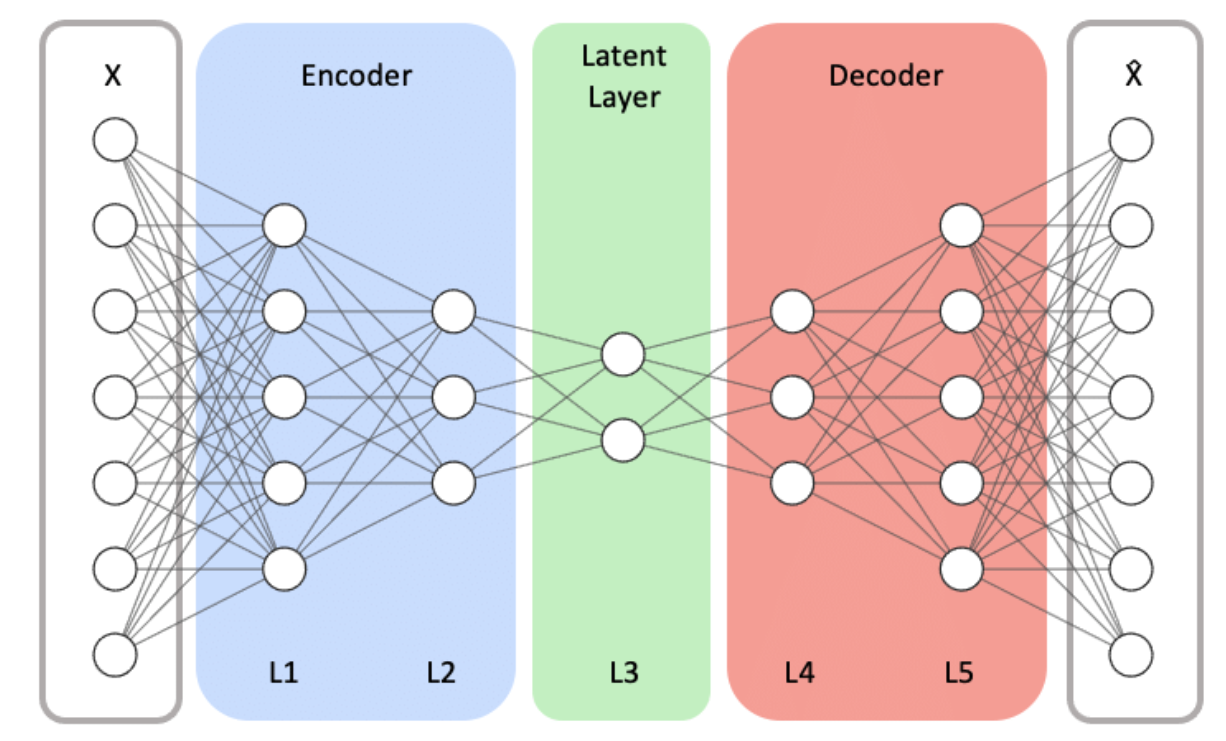 X
Encoder
Latent
Layer
Decoder
X̂
L1
L2
L3
L4
L5